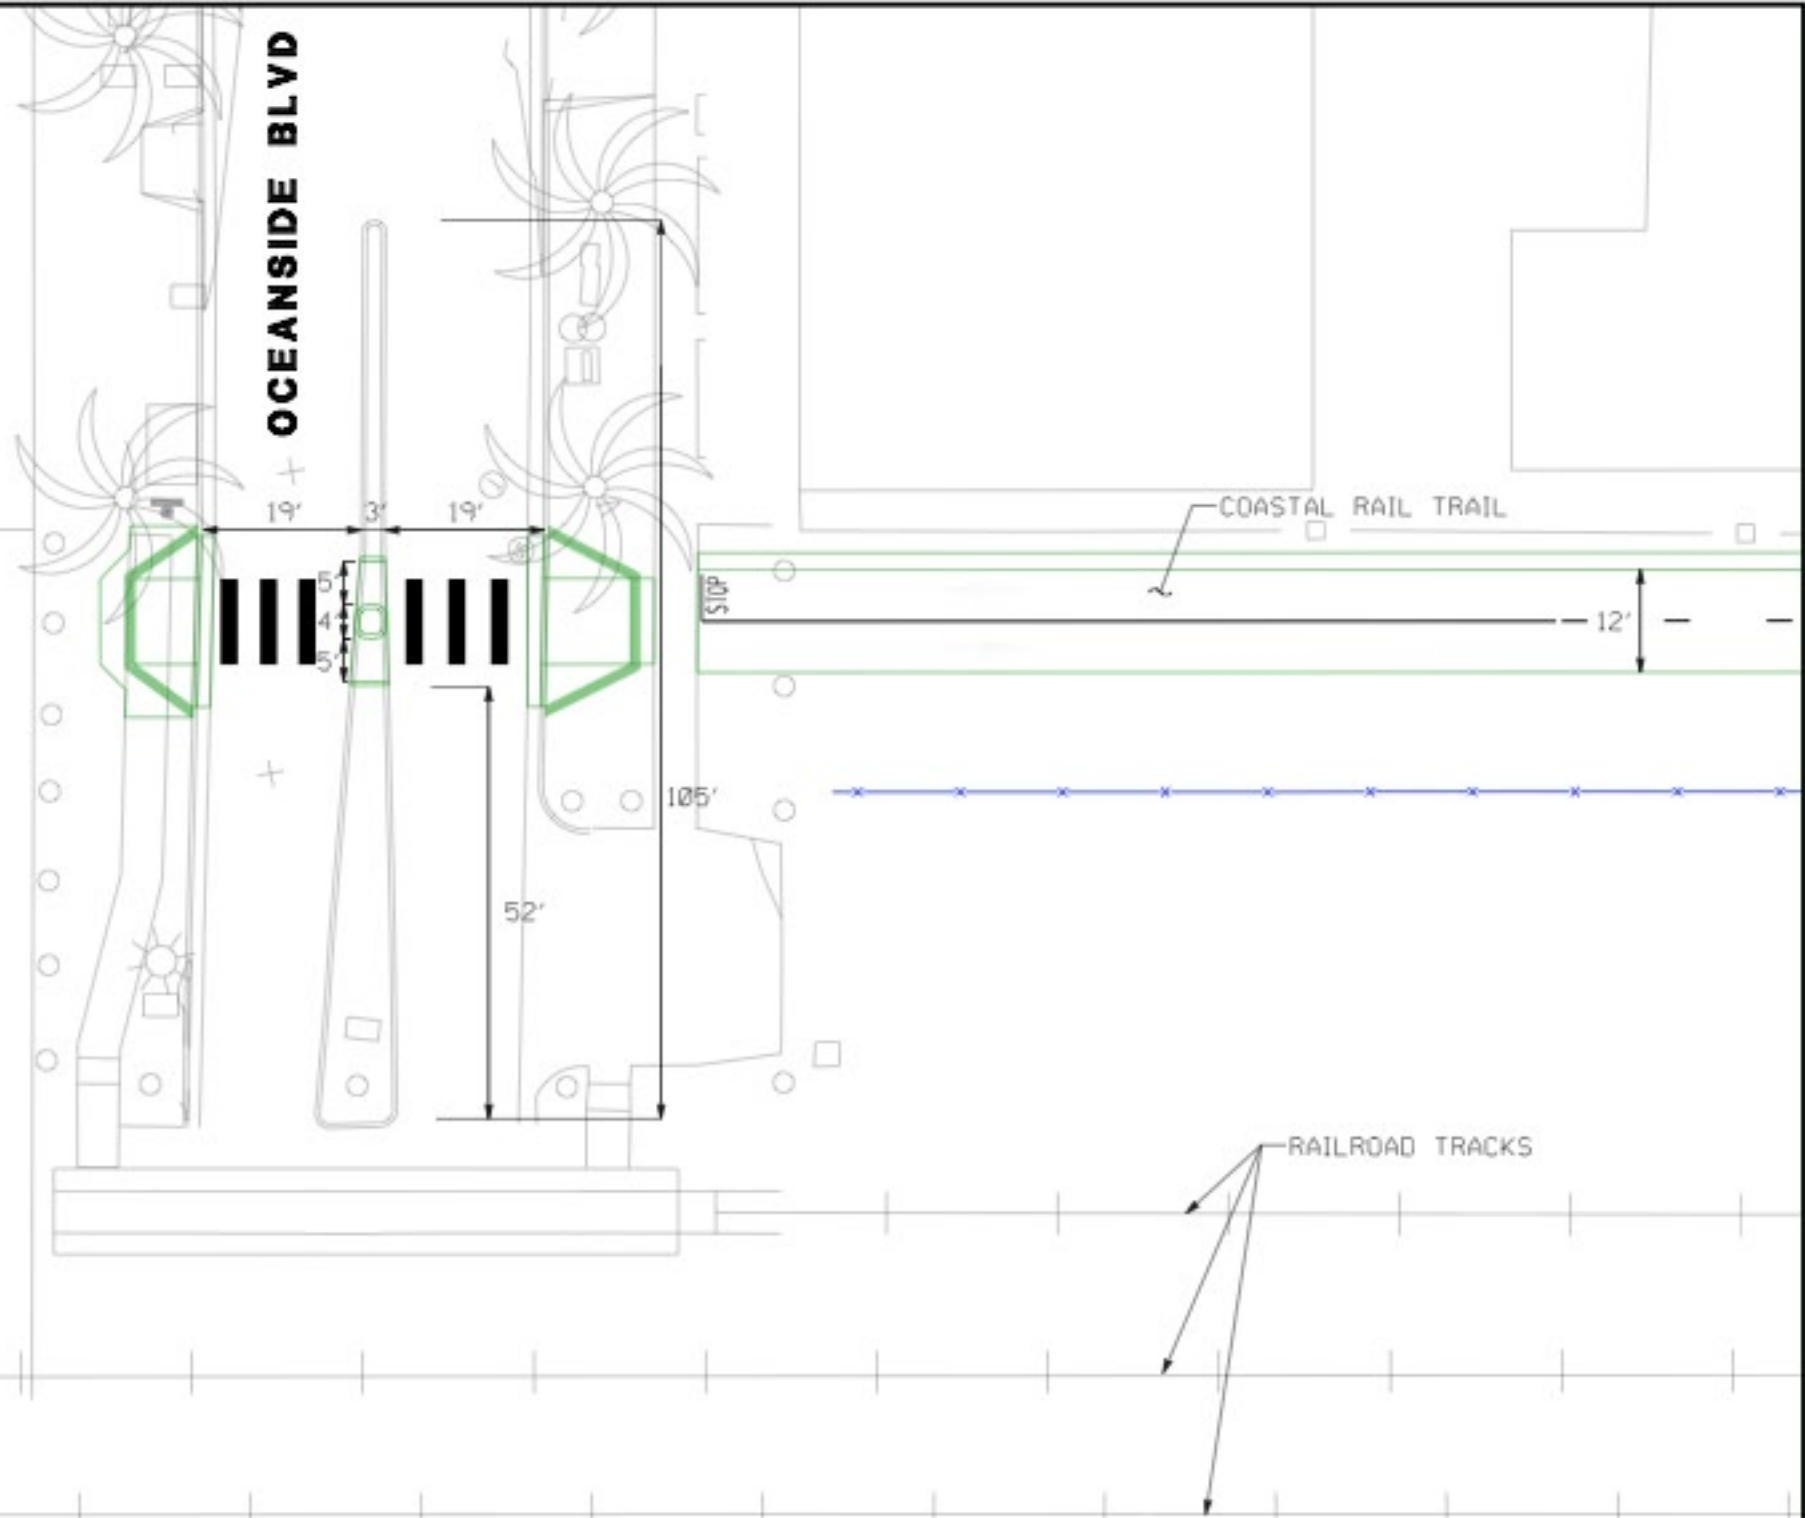 OCEANSIDE BLVD
19' 3' 19'
COASTAL RAIL TRAIL
5'
STOP
4'
12'
5'
105'
52'
RAILROAD TRACKS